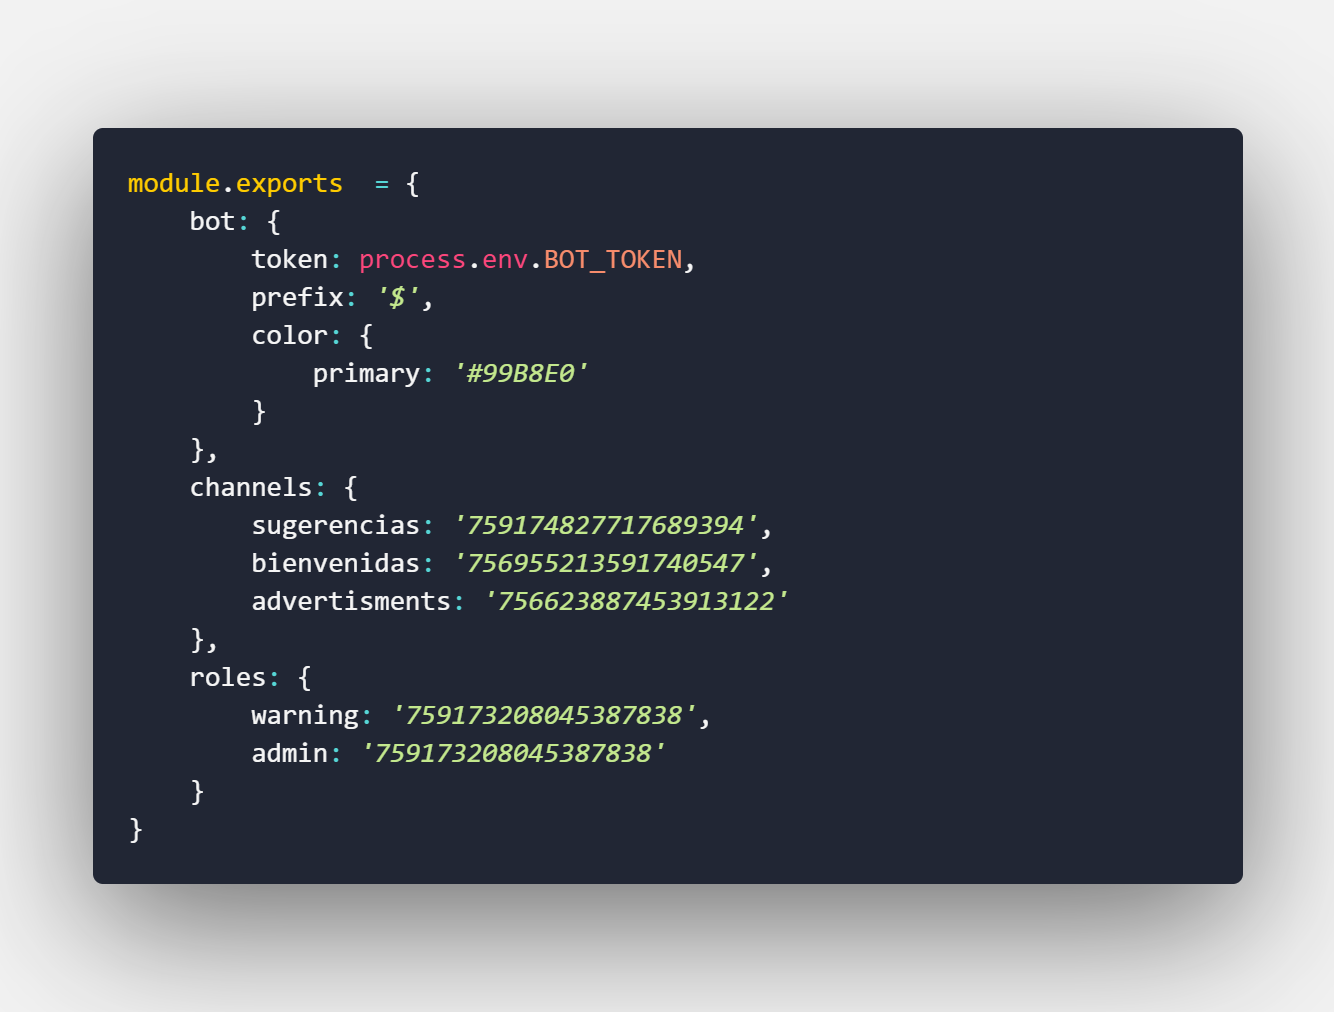 module.exports  = {
    bot: {
        token: process.env.BOT_TOKEN,
        prefix: '$',
        color: {
            primary: '#99B8E0'
        }
    },
    channels: {
        sugerencias: '759174827717689394',
        bienvenidas: '756955213591740547',
        advertisments: '756623887453913122'
    },
    roles: {
        warning: '759173208045387838',
        admin: '759173208045387838'
    }
}